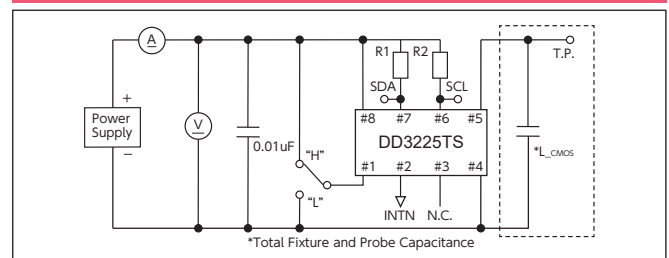 A
R1 R2
T.P.
SDA SCL
+
Power
Supply
−
V
0.01uF
#8 #7 #6 #5
DD3225TS
#1 #2 #3 #4
*L_CMOS
"H"
"L"
INTN N.C.
*Total Fixture and Probe Capacitance